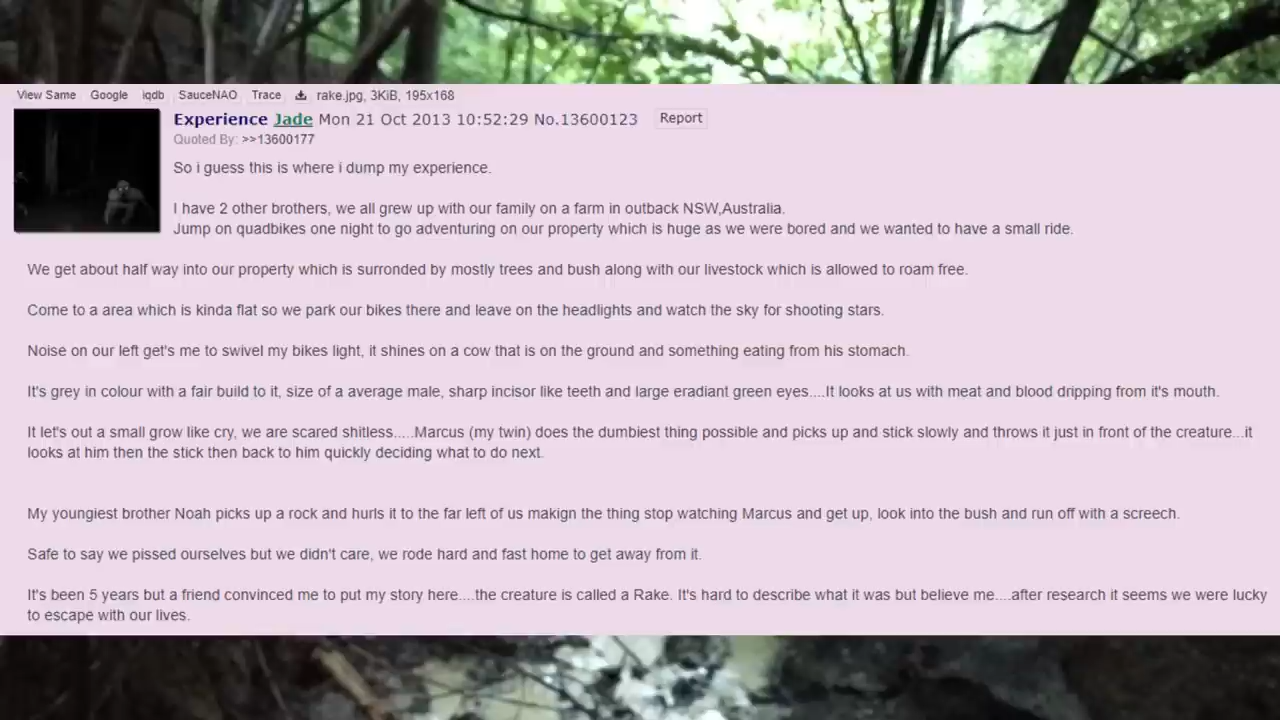 View Same Google iqdb SauceNAO Trace rake.jpg, 3KiB, 195x168
Experience Jade Mon 21 Oct 2013 10:52:29 No.13600123 Report
Quoted By: >>13600177
So i guess this is where i dump my experience.
I have 2 other brothers, we all grew up with our family on a farm in outback NSW,Australia.
Jump on quadbikes one night to go adventuring on our property which is huge as we were bored and we wanted to have a small ride.
We get about half way into our property which is surronded by mostly trees and bush along with our livestock which is allowed to roam free.
Come to a area which is kinda flat so we park our bikes there and leave on the headlights and watch the sky for shooting stars.
Noise on our left get's me to swivel my bikes light, it shines on a cow that is on the ground and something eating from his stomach.
It's grey in colour with a fair build to it, size of a average male, sharp incisor like teeth and large eradiant green eyes....It looks at us with meat and blood dripping from it's mouth.
It let's out a small grow like cry, we are scared shitless.....Marcus (my twin) does the dumbiest thing possible and picks up and stick slowly and throws it just in front of the creature...it
looks at him then the stick then back to him quickly deciding what to do next.
My youngiest brother Noah picks up a rock and hurls it to the far left of us makign the thing stop watching Marcus and get up, look into the bush and run off with a screech.
Safe to say we pissed ourselves but we didn't care, we rode hard and fast home to get away from it.
It's been 5 years but a friend convinced me to put my story here....the creature is called a Rake. It's hard to describe what it was but believe me....after research it seems we were lucky
to escape with our lives.